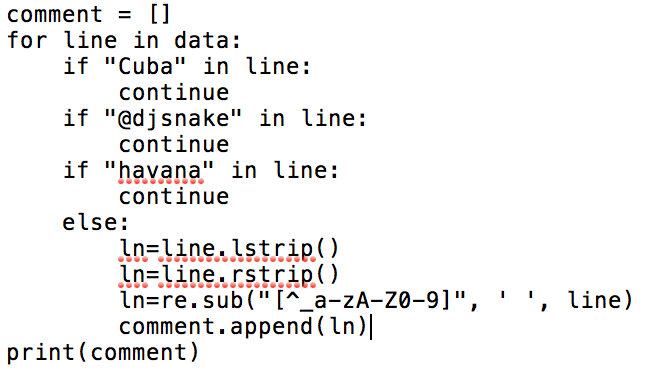 comment = []
for line in data:
    if "Cuba" in line:
        continue
    if "@djsnake" in line:
        continue
    if "havana" in line:
        continue
    else:
        ln=line.lstrip()
        ln=line.rstrip()
        ln=re.sub("[^_a-zA-Z0-9]", ' ', line)
        comment.append(ln)
print(comment)